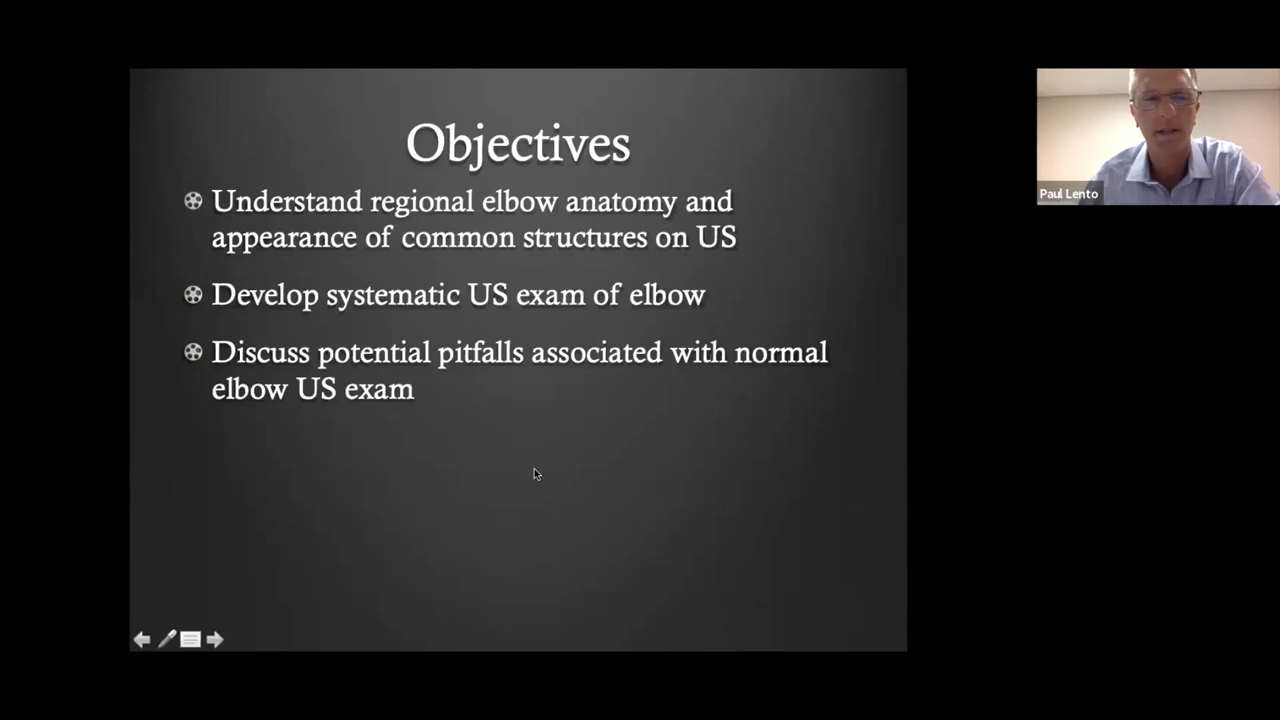 Objectives
Understand regional elbow anatomy and
appearance of common structures on US
Develop systematic US exam of elbow
Discuss potential pitfalls associated with normal
elbow US exam
Paul Lento